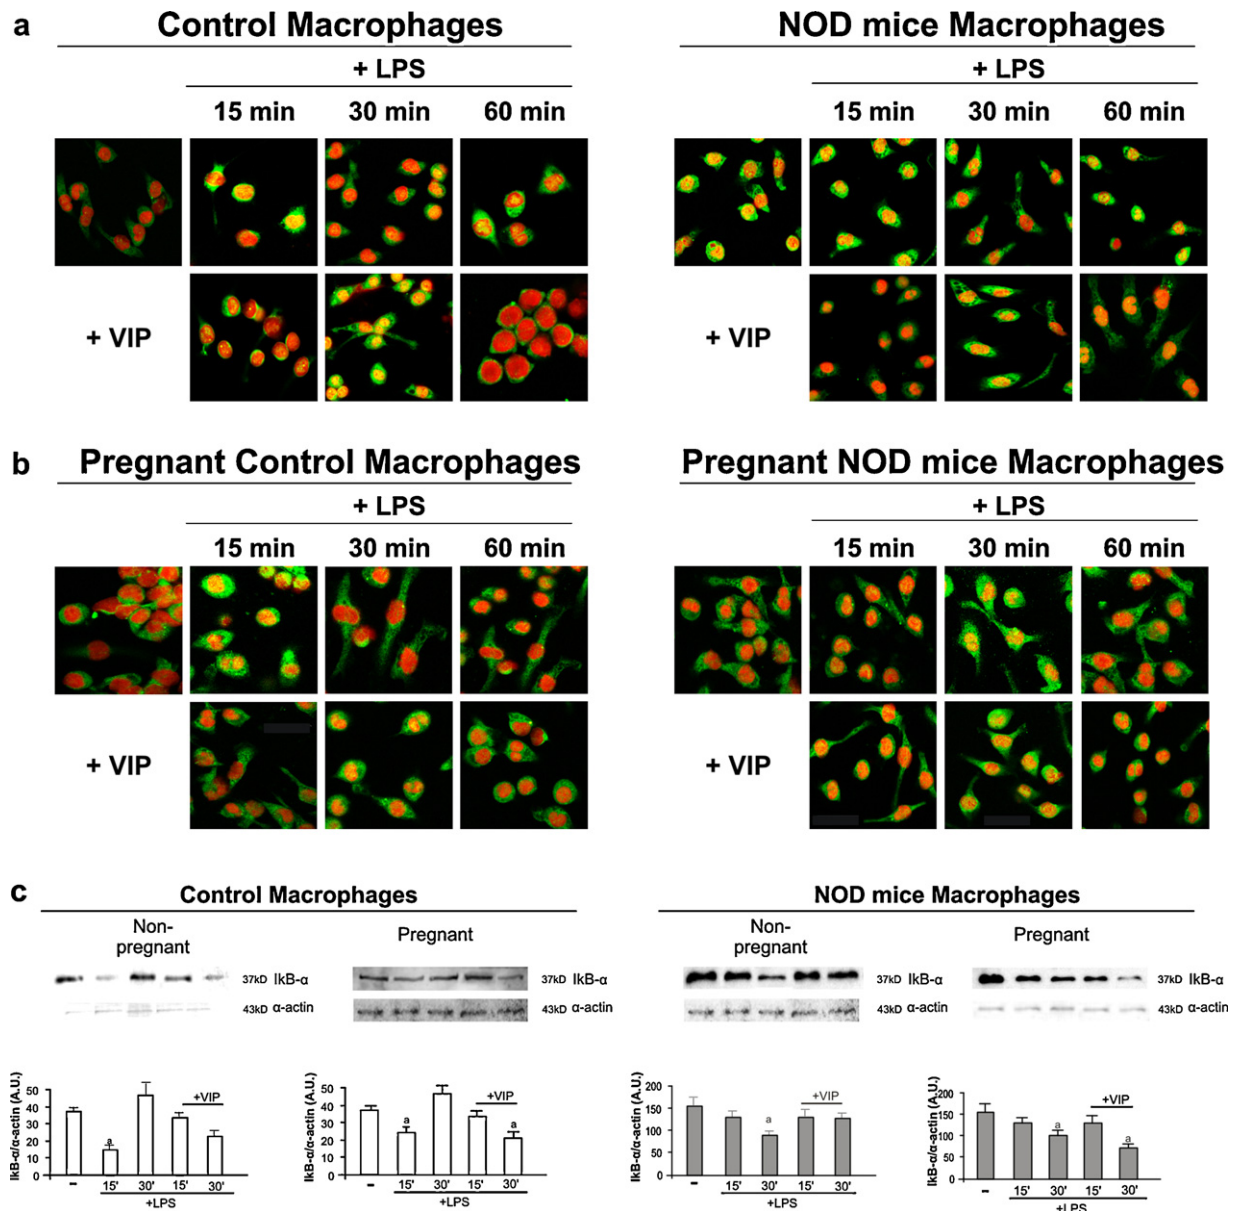 a
Control Macrophages
NOD mice Macrophages
+ LPS
+ LPS
15 min 30 min 60 min
15 min 30 min 60 min
+ VIP
+ VIP
b
Pregnant Control Macrophages
Pregnant NOD mice Macrophages
+ LPS
+ LPS
15 min 30 min 60 min
15 min 30 min 60 min
+ VIP
+ VIP
c
Control Macrophages
NOD mice Macrophages
Non-
pregnant
Pregnant
Non-
pregnant
Pregnant
37kD IkB-α
43kD α-actin
37kD IkB-α
43kD α-actin
37kD IkB-α
43kD α-actin
37kD IkB-α
43kD α-actin
IkB-α/α-actin (A.U.)
50
40
30
20
10
0
+VIP
a
– 15' 30' 15' 30'
+LPS
IkB-α/α-actin (A.U.)
50
40
30
20
10
0
+VIP
a a
– 15' 30' 15' 30'
+LPS
IkB-α/α-actin (A.U.)
200
150
100
50
0
+VIP
a
– 15' 30' 15' 30'
+LPS
IkB-α/α-actin (A.U.)
200
150
100
50
0
+VIP
a a
– 15' 30' 15' 30'
+LPS